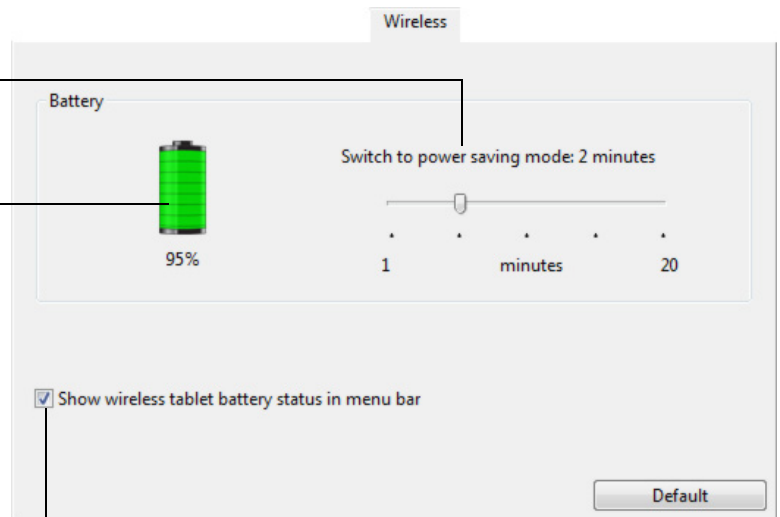 Wireless
Battery
Switch to power saving mode: 2 minutes
95%
1 minutes 20
Show wireless tablet battery status in menu bar
Default